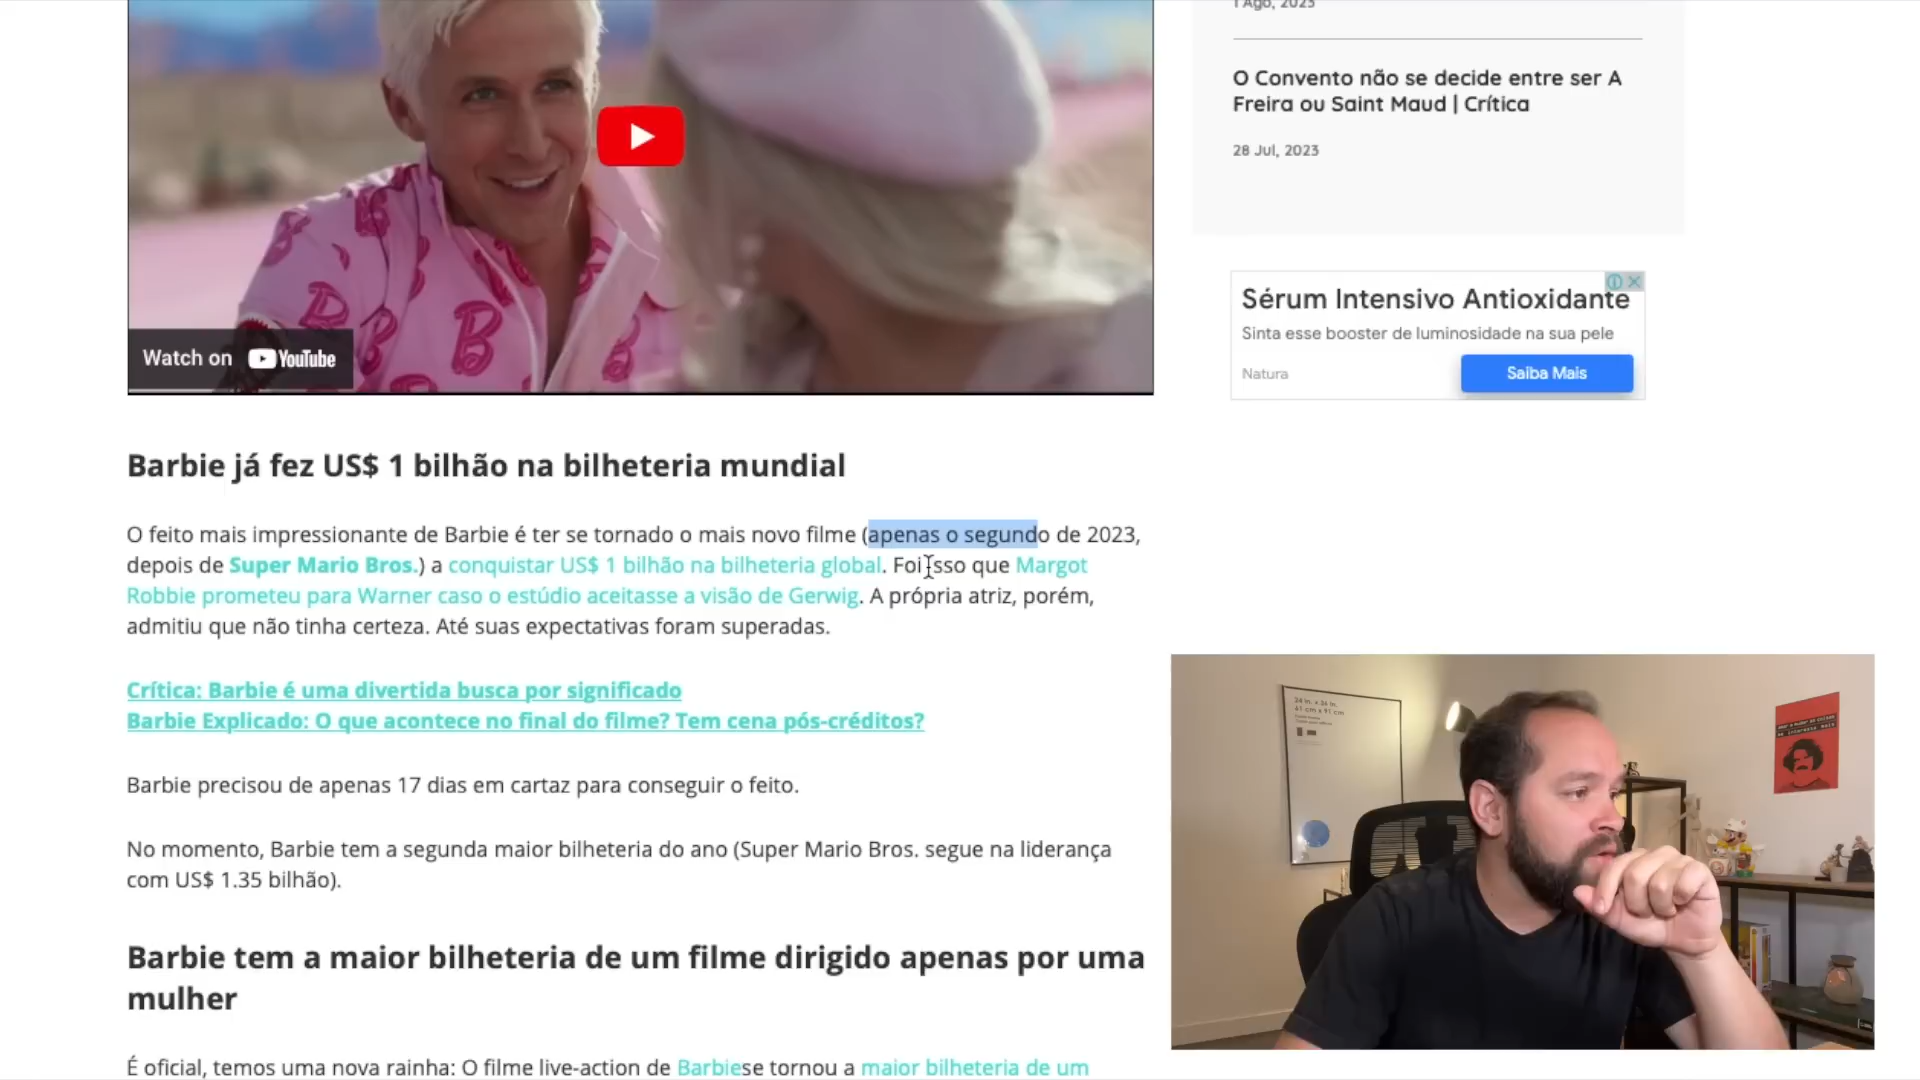 1 Ago, 2023
O Convento não se decide entre ser A
Freira ou Saint Maud | Crítica
28 Jul, 2023
Sérum Intensivo Antioxidante
Sinta esse booster de luminosidade na sua pele
Natura
Saiba Mais
Watch on YouTube
Barbie já fez US$ 1 bilhão na bilheteria mundial
O feito mais impressionante de Barbie é ter se tornado o mais novo filme (apenas o segundo de 2023,
depois de Super Mario Bros.) a conquistar US$ 1 bilhão na bilheteria global. Foi isso que Margot
Robbie prometeu para Warner caso o estúdio aceitasse a visão de Gerwig. A própria atriz, porém,
admitiu que não tinha certeza. Até suas expectativas foram superadas.
Crítica: Barbie é uma divertida busca por significado
Barbie Explicado: O que acontece no final do filme? Tem cena pós-créditos?
Barbie precisou de apenas 17 dias em cartaz para conseguir o feito.
No momento, Barbie tem a segunda maior bilheteria do ano (Super Mario Bros. segue na liderança
com US$ 1.35 bilhão).
Barbie tem a maior bilheteria de um filme dirigido apenas por uma
mulher
É oficial, temos uma nova rainha: O filme live-action de Barbiese tornou a maior bilheteria de um
24 in. x 36 in.
61 cm x 91 cm